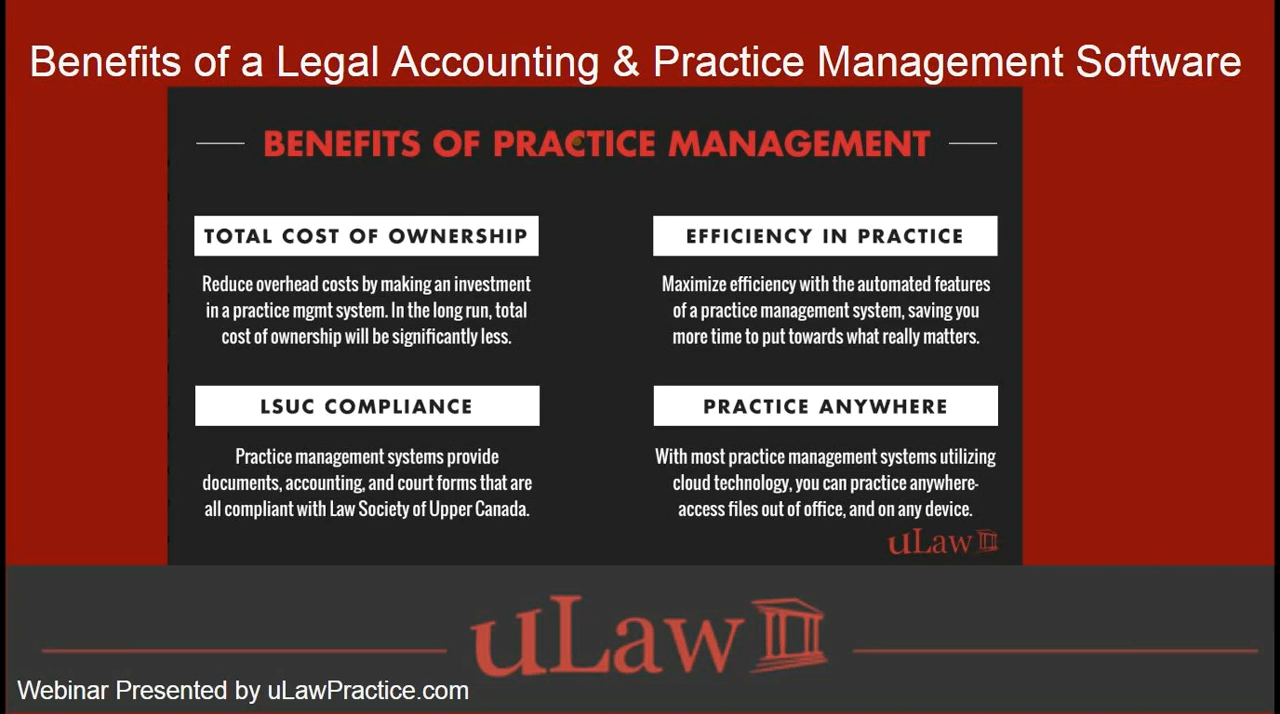 Benefits of a Legal Accounting & Practice Management Software
BENEFITS OF PRACTICE MANAGEMENT
TOTAL COST OF OWNERSHIP
Reduce overhead costs by making an investment
in a practice mgmt system. In the long run, total
cost of ownership will be significantly less.
EFFICIENCY IN PRACTICE
Maximize efficiency with the automated features
of a practice management system, saving you
more time to put towards what really matters.
LSUC COMPLIANCE
Practice management systems provide
documents, accounting, and court forms that are
all compliant with Law Society of Upper Canada.
PRACTICE ANYWHERE
With most practice management systems utilizing
cloud technology, you can practice anywhere-
access files out of office, and on any device.
uLaw
uLaw
Webinar Presented by uLawPractice.com